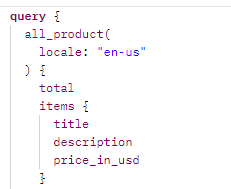 query {
  all_product(
    locale: "en-us"
  ) {
    total
    items {
      title
      description
      price_in_usd
    }